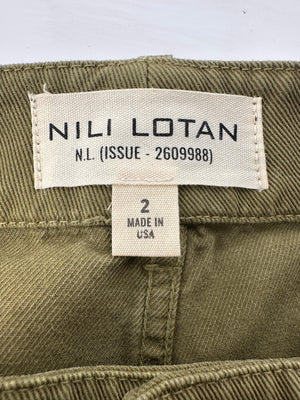 NILI LOTAN
N.L. (ISSUE - 2609988)
2
MADE IN
USA